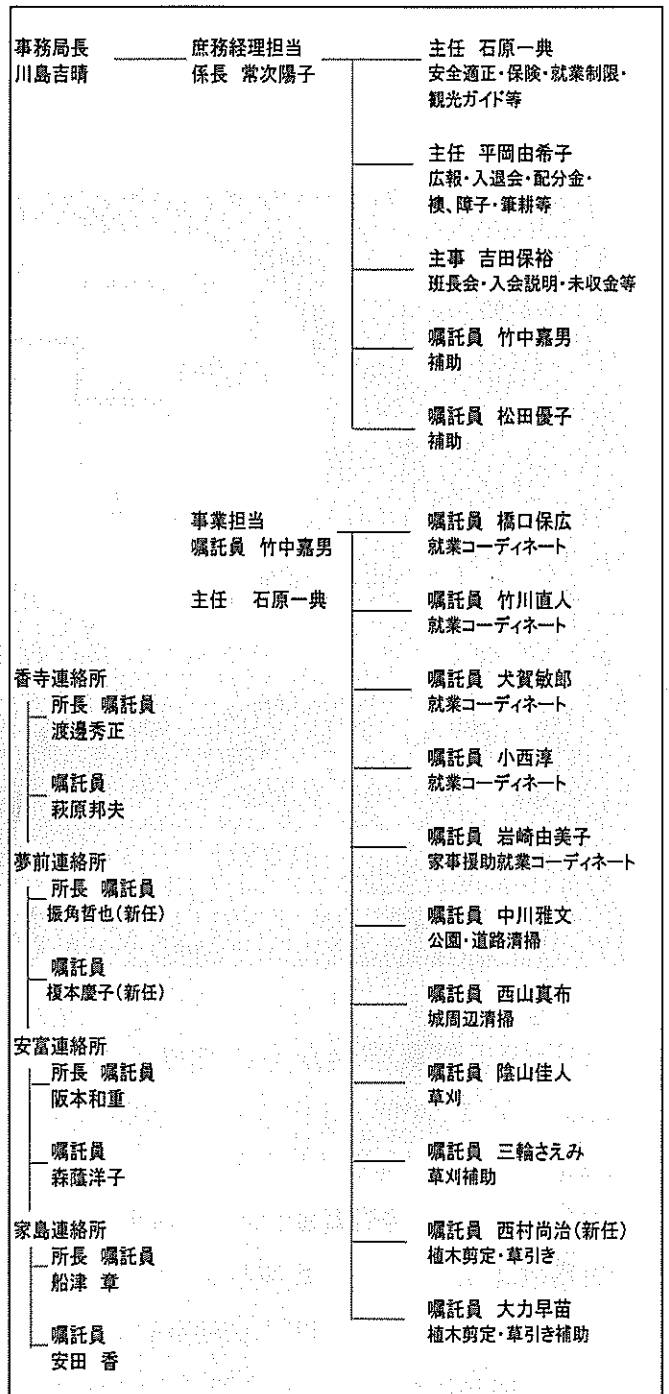 事務局長
川島吉晴
庶務経理担当
係長 常次陽子
主任 石原一典
安全適正・保険・就業制限・
観光ガイド等
主任 平岡由希子
広報・入退会・配分金・
襖、障子・筆耕等
主事 吉田保裕
班長会・入会説明・未収金等
嘱託員 竹中嘉男
補助
嘱託員 松田優子
補助
事業担当
嘱託員 竹中嘉男
主任 石原一典
嘱託員 橋口保広
就業コーディネート
嘱託員 竹川直人
就業コーディネート
嘱託員 犬賀敏郎
就業コーディネート
嘱託員 小西淳
就業コーディネート
嘱託員 岩崎由美子
家事援助就業コーディネート
嘱託員 中川雅文
公園・道路清掃
嘱託員 西山真布
城周辺清掃
嘱託員 陰山佳人
草刈
嘱託員 三輪さえみ
草刈補助
嘱託員 西村尚治(新任)
植木剪定・草引き
嘱託員 大力早苗
植木剪定・草引き補助
香寺連絡所
所長 嘱託員
渡邊秀正
嘱託員
萩原邦夫
夢前連絡所
所長 嘱託員
振角哲也(新任)
嘱託員
榎本慶子(新任)
安富連絡所
所長 嘱託員
阪本和重
嘱託員
森蔭洋子
家島連絡所
所長 嘱託員
船津 章
嘱託員
安田 香